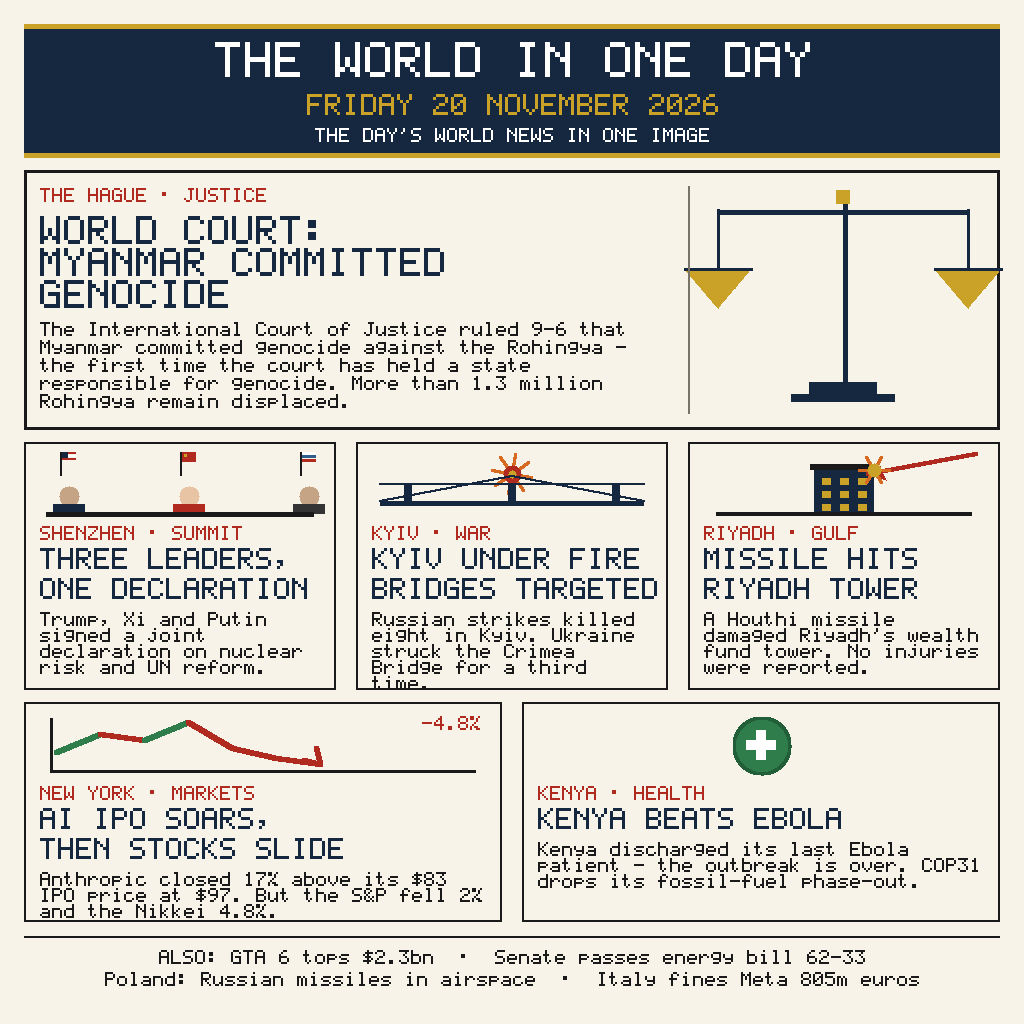 THE WORLD IN ONE DAY
FRIDAY 20 NOVEMBER 2026
THE DAY'S WORLD NEWS IN ONE IMAGE
THE HAGUE · JUSTICE
WORLD COURT:
MYANMAR COMMITTED
GENOCIDE
The International Court of Justice ruled 9-6 that
Myanmar committed genocide against the Rohingya -
the first time the court has held a state
responsible for genocide. More than 1.3 million
Rohingya remain displaced.
SHENZHEN · SUMMIT
THREE LEADERS,
ONE DECLARATION
Trump, Xi and Putin
signed a joint
declaration on nuclear
risk and UN reform.
KYIV · WAR
KYIV UNDER FIRE
BRIDGES TARGETED
Russian strikes killed
eight in Kyiv. Ukraine
struck the Crimea
Bridge for a third
time.
RIYADH · GULF
MISSILE HITS
RIYADH TOWER
A Houthi missile
damaged Riyadh's wealth
fund tower. No injuries
were reported.
-4.8%
NEW YORK · MARKETS
AI IPO SOARS,
THEN STOCKS SLIDE
Anthropic closed 17% above its $83
IPO price at $97. But the S&P fell 2%
and the Nikkei 4.8%.
KENYA · HEALTH
KENYA BEATS EBOLA
Kenya discharged its last Ebola
patient - the outbreak is over. COP31
drops its fossil-fuel phase-out.
ALSO: GTA 6 tops $2.3bn · Senate passes energy bill 62-33
Poland: Russian missiles in airspace · Italy fines Meta 805m euros